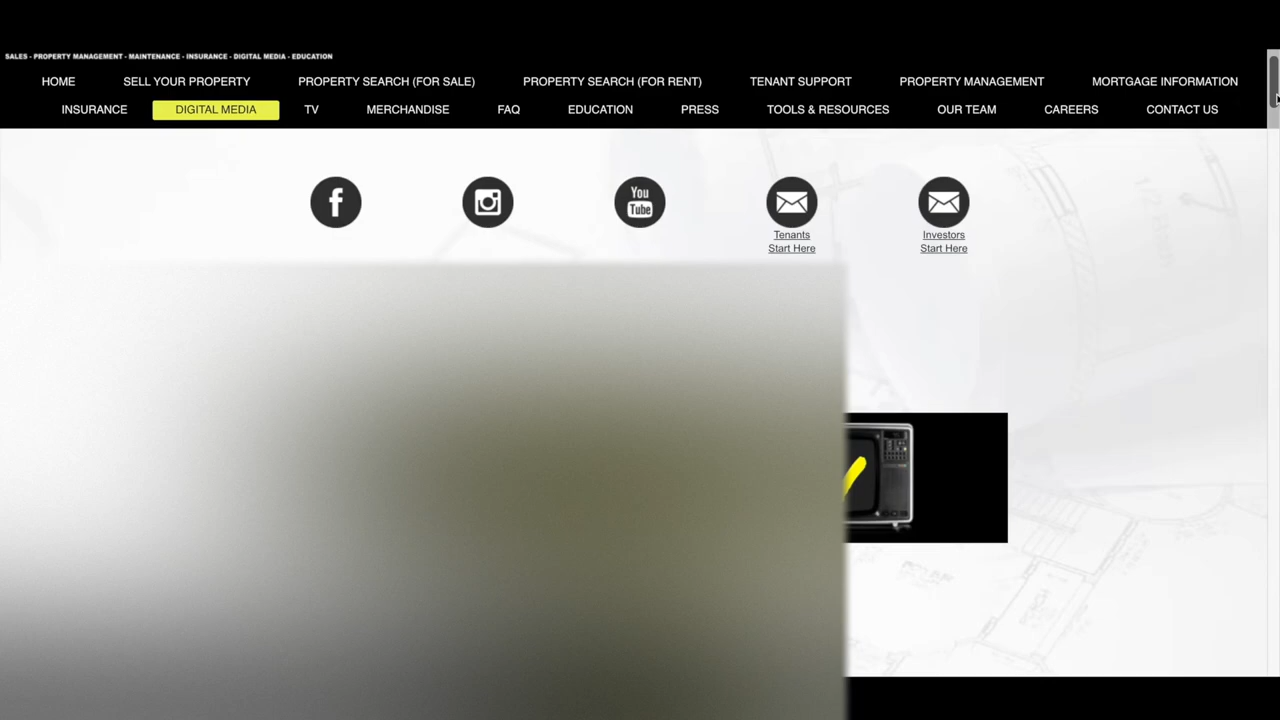 SALES - PROPERTY MANAGEMENT - MAINTENANCE - INSURANCE - DIGITAL MEDIA - EDUCATION
HOME SELL YOUR PROPERTY PROPERTY SEARCH (FOR SALE) PROPERTY SEARCH (FOR RENT) TENANT SUPPORT PROPERTY MANAGEMENT MORTGAGE INFORMATION
INSURANCE DIGITAL MEDIA TV MERCHANDISE FAQ EDUCATION PRESS TOOLS & RESOURCES OUR TEAM CAREERS CONTACT US
You
Tube
Tenants
Start Here
Investors
Start Here